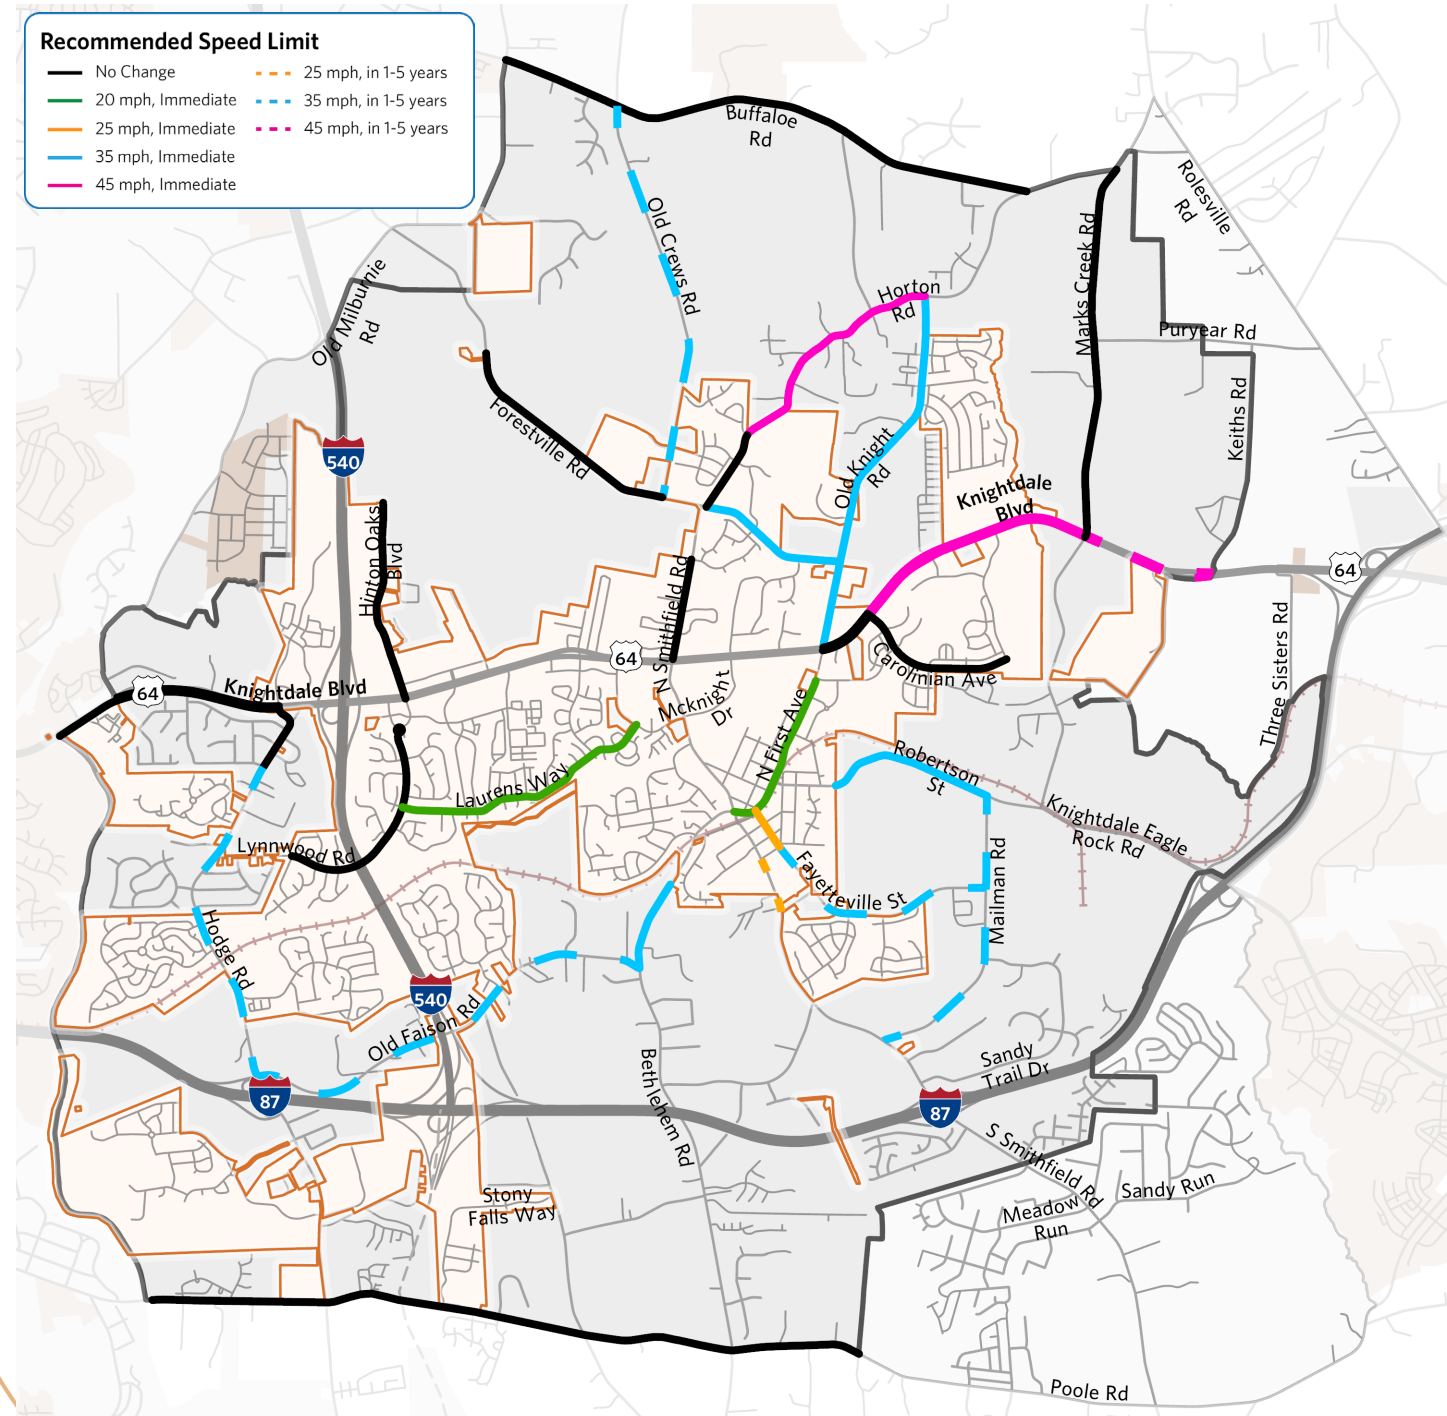 Recommended Speed Limit
No Change
20 mph, Immediate
25 mph, Immediate
35 mph, Immediate
45 mph, Immediate
25 mph, in 1-5 years
35 mph, in 1-5 years
45 mph, in 1-5 years
Buffaloe
Rd
Rolesville
Rd
Old Crews Rd
Marks Creek Rd
Old Milburnie
Rd
Horton
Rd
Puryear Rd
Keiths Rd
Forestville Rd
540
Old Knight
Rd
Knightdale
Blvd
Hinton Oaks
Blvd
64
N Smithfield Rd
64
Three Sisters Rd
Carolinian Ave
64
Knightdale Blvd
Mcknight
Dr
N First Ave
Robertson
St
Laurens Way
Knightdale Eagle
Rock Rd
Lynnwood Rd
Fayetteville St
Mailman Rd
Hodge Rd
540
Old Faison Rd
Sandy
Trail Dr
Bethlehem Rd
87
87
S Smithfield Rd
Sandy Run
Meadow
Run
Stony
Falls Way
Poole Rd